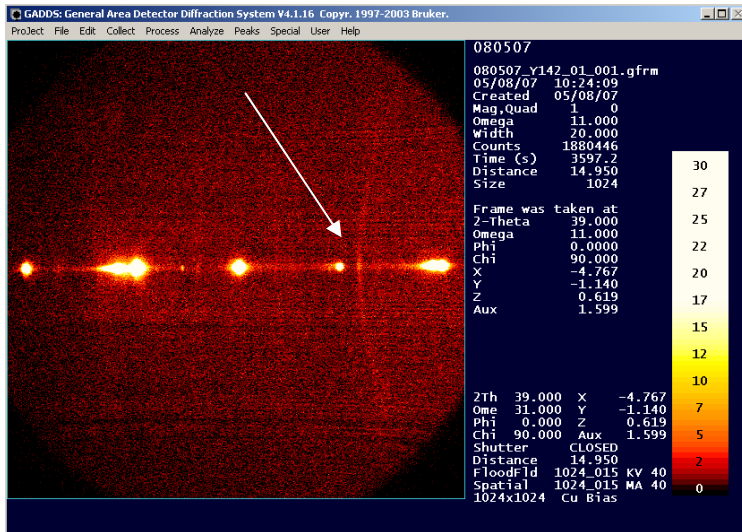 GADDS: General Area Detector Diffraction System V4.1.16 Copyr. 1997-2003 Bruker.
ProJect File Edit Collect Process Analyze Peaks Special User Help
080507
080507_Y142_01_001.gfrm
05/08/07 10:24:09
Created 05/08/07
Mag,Quad 1 0
Omega 11.000
Width 20.000
Counts 1880446
Time (s) 3597.2
Distance 14.950
Size 1024
Frame was taken at
2-Theta 39.000
Omega 11.000
Phi 0.0000
Chi 90.000
X -4.767
Y -1.140
Z 0.619
Aux 1.599
2Th 39.000 X -4.767
Ome 31.000 Y -1.140
Phi 0.000 Z 0.619
Chi 90.000 Aux 1.599
Shutter CLOSED
Distance 14.950
FloodFld 1024_015 KV 40
Spatial 1024_015 MA 40
1024x1024 Cu Bias
30
27
25
22
20
17
15
12
10
7
5
2
0